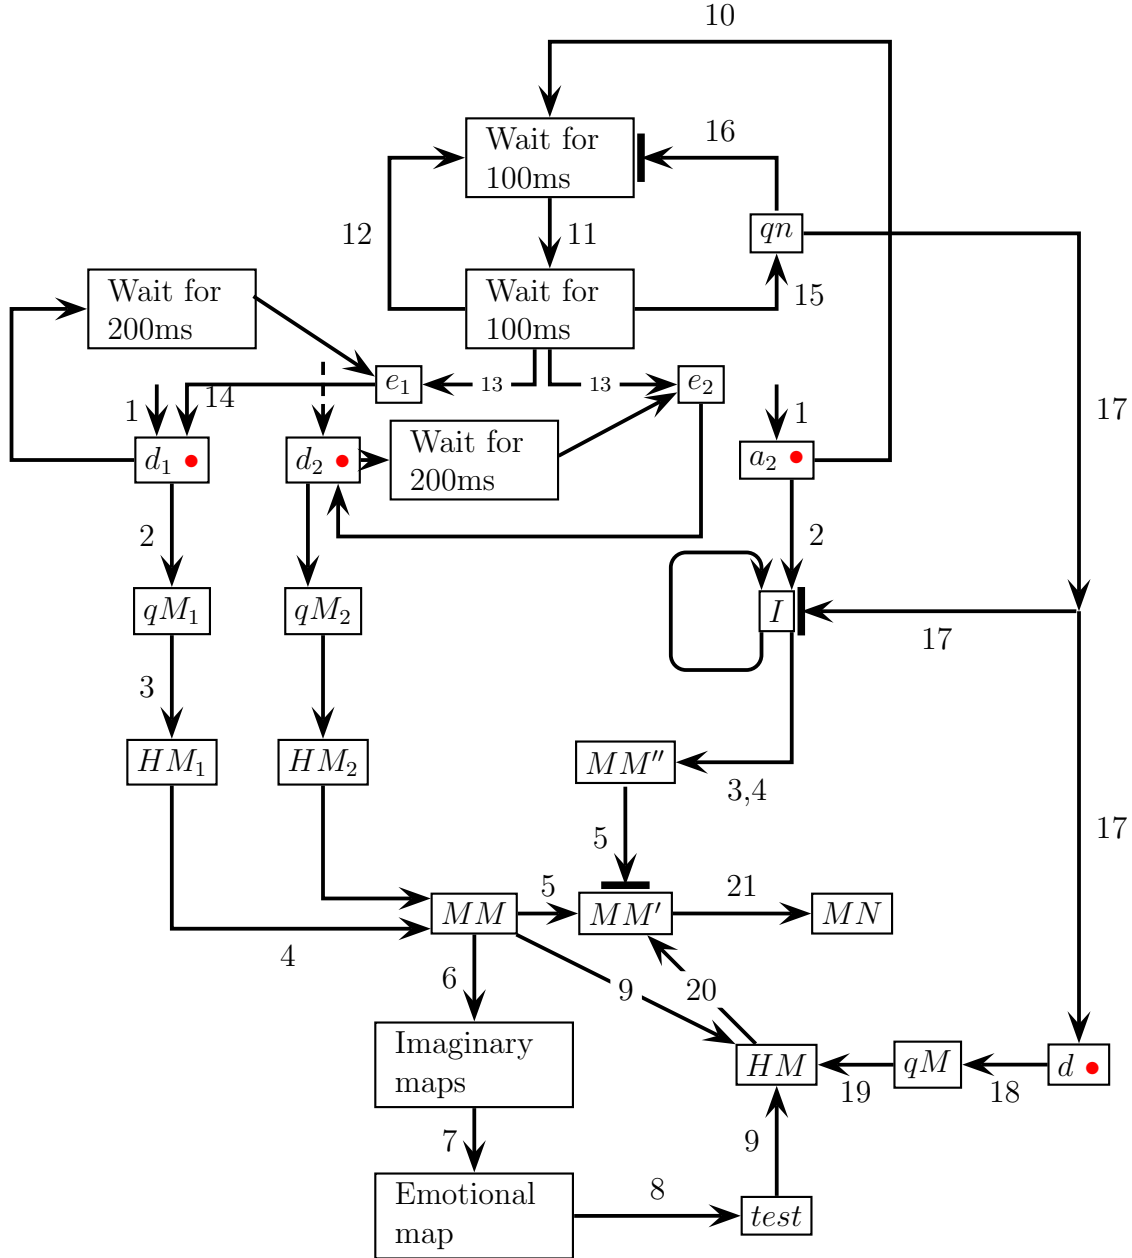 10
Wait for
100ms
16
12
11
qn
Wait for
200ms
Wait for
100ms
15
e₁
13
13
e₂
1
14
1
17
d₁
d₂
Wait for
200ms
a₂
2
2
qM₁
qM₂
I
17
3
HM₁
HM₂
MM″
3,4
5
17
5
21
MM
MM′
MN
4
6
9
20
Imaginary
maps
HM
qM
d
19
18
7
9
Emotional
map
8
test